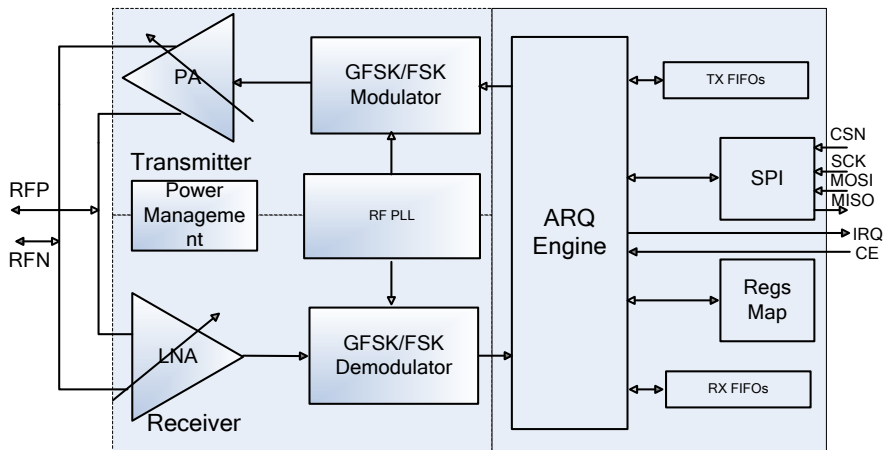 PA
GFSK/FSK
Modulator
Transmitter
Power
Manageme
nt
RF PLL
RFP
RFN
LNA
GFSK/FSK
Demodulator
Receiver
ARQ
Engine
TX FIFOs
SPI
CSN
SCK
MOSI
MISO
IRQ
CE
Regs
Map
RX FIFOs